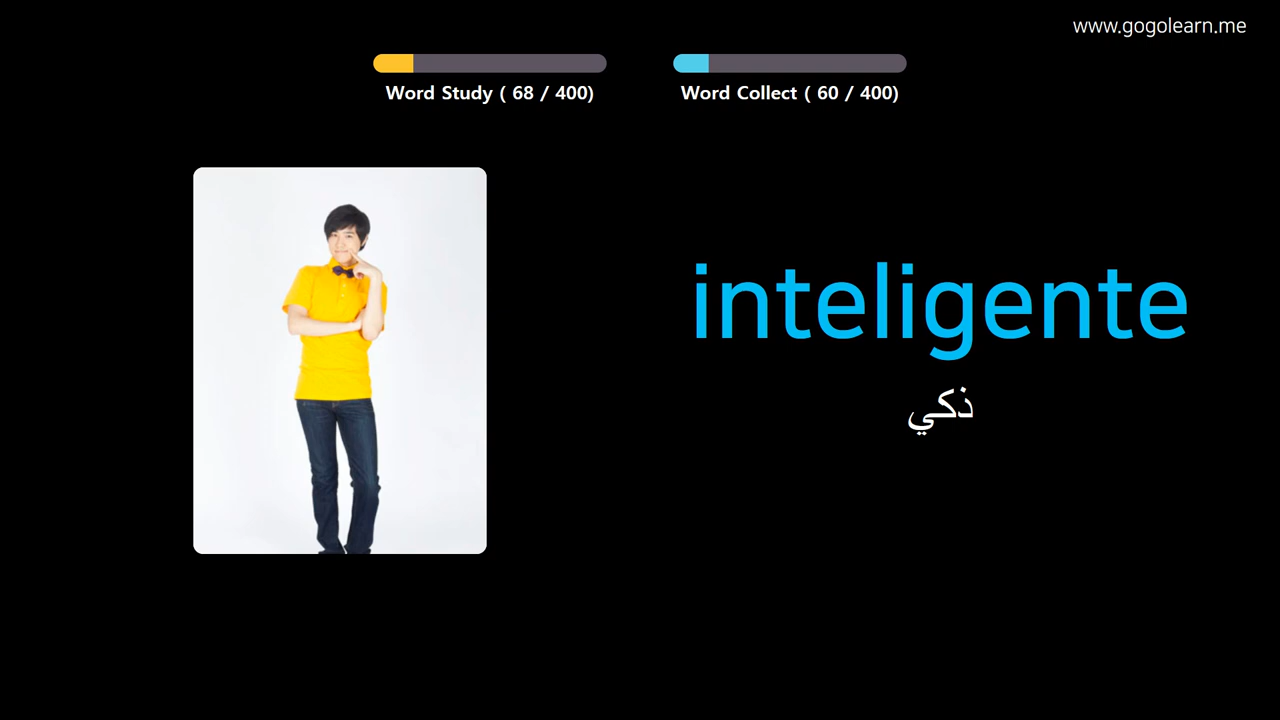 www.gogolearn.me
Word Study ( 68 / 400)
Word Collect ( 60 / 400)
inteligente
ذكي